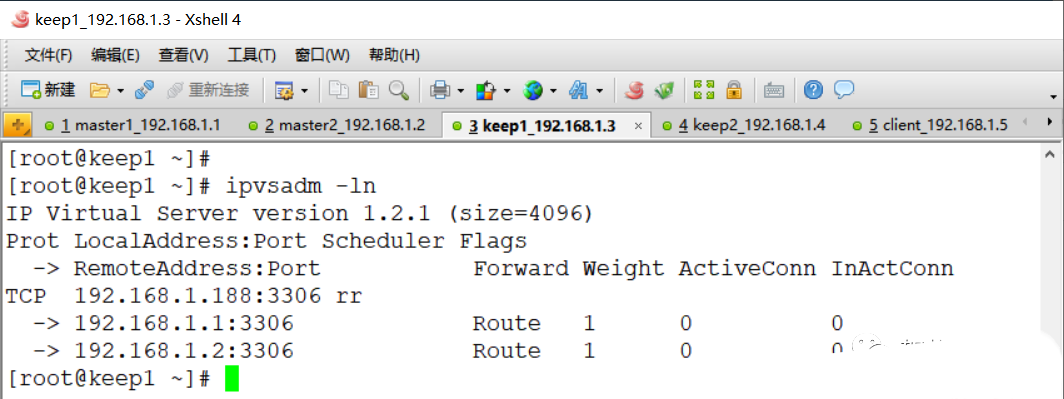 keep1_192.168.1.3 - Xshell 4
文件(F) 编辑(E) 查看(V) 工具(T) 窗口(W) 帮助(H)
新建 重新连接
1 master1_192.168.1.1 2 master2_192.168.1.2 3 keep1_192.168.1.3 × 4 keep2_192.168.1.4 5 client_192.168.1.5
[root@keep1 ~]#
[root@keep1 ~]# ipvsadm -ln
IP Virtual Server version 1.2.1 (size=4096)
Prot LocalAddress:Port Scheduler Flags
  -> RemoteAddress:Port           Forward Weight ActiveConn InActConn
TCP  192.168.1.188:3306 rr
  -> 192.168.1.1:3306             Route   1      0          0
  -> 192.168.1.2:3306             Route   1      0          0
[root@keep1 ~]#